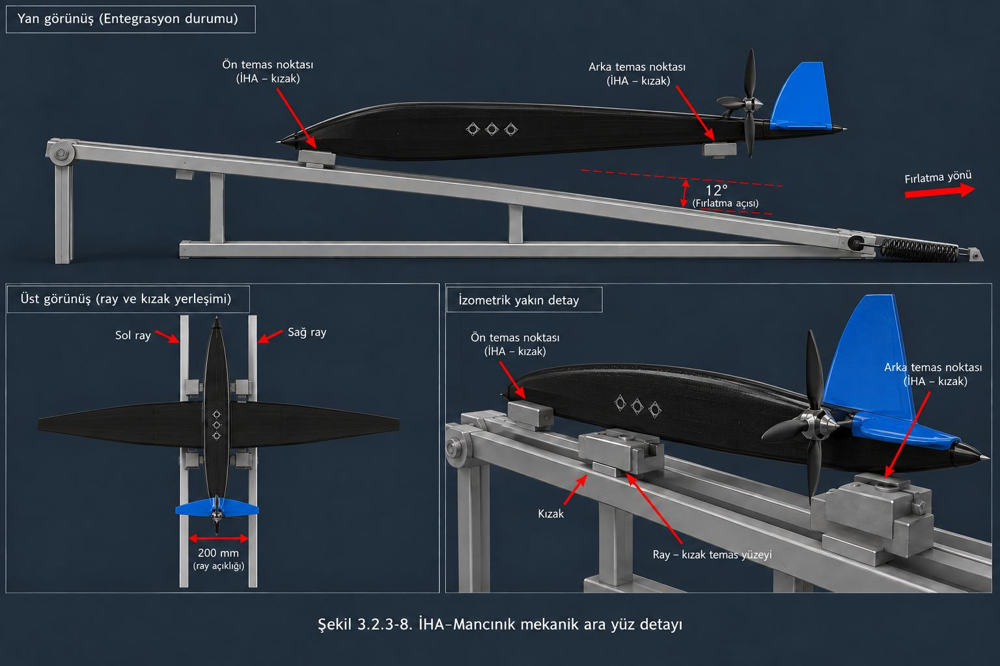 Yan görünüş (Entegrasyon durumu)
Ön temas noktası
(İHA – kızak)
Arka temas noktası
(İHA – kızak)
12°
(Fırlatma açısı)
Fırlatma yönü
Üst görünüş (ray ve kızak yerleşimi)
Sol ray
Sağ ray
200 mm
(ray açıklığı)
İzometrik yakın detay
Ön temas noktası
(İHA – kızak)
Arka temas noktası
(İHA – kızak)
Kızak
Ray – kızak temas yüzeyi
Şekil 3.2.3-8. İHA–Mancınık mekanik ara yüz detayı